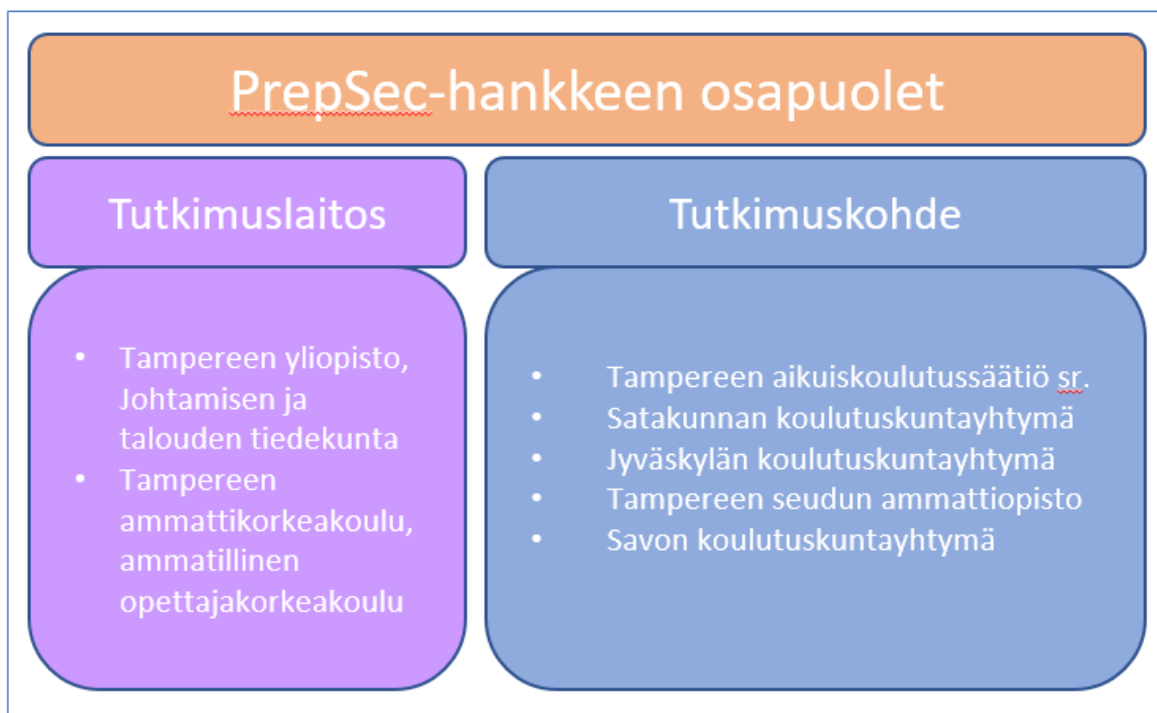 PrepSec-hankkeen osapuolet
Tutkimuslaitos
• Tampereen yliopisto,
Johtamisen ja
talouden tiedekunta
• Tampereen
ammattikorkeakoulu,
ammatillinen
opettajakorkeakoulu
Tutkimuskohde
• Tampereen aikuiskoulutussäätiö sr.
• Satakunnan koulutuskuntayhtymä
• Jyväskylän koulutuskuntayhtymä
• Tampereen seudun ammattiopisto
• Savon koulutuskuntayhtymä